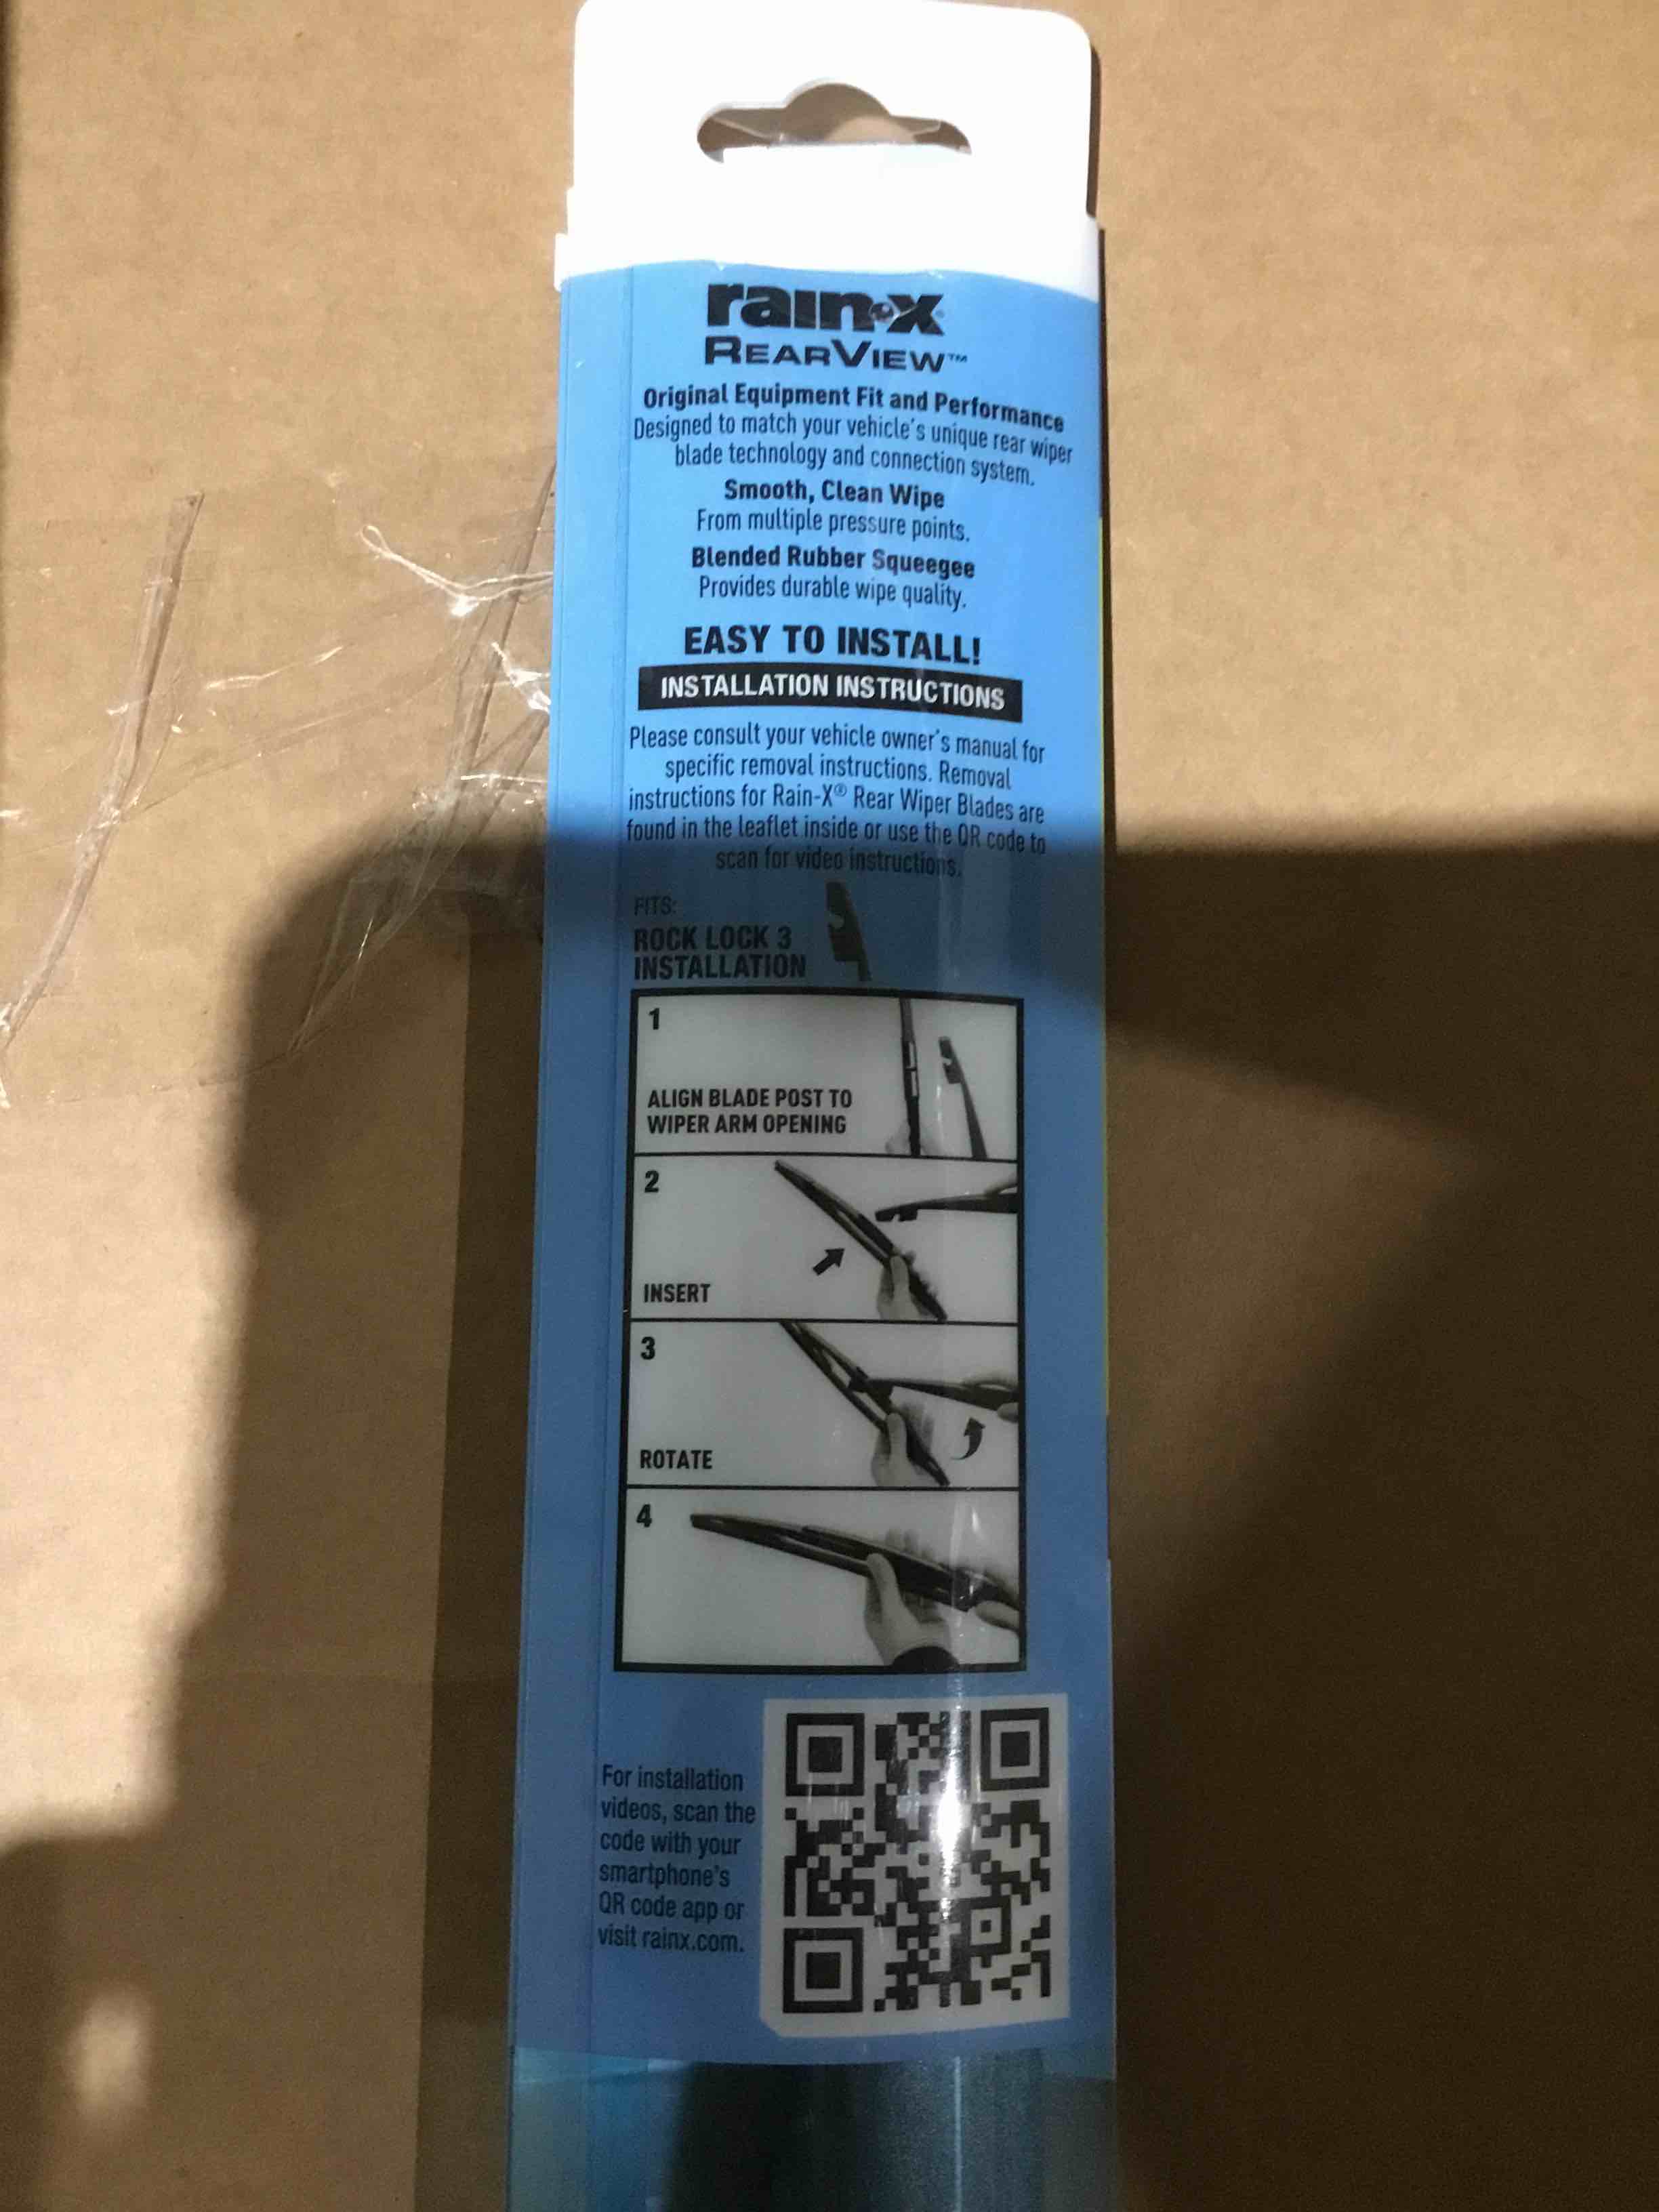 rain-x®
REARVIEW™
Original Equipment Fit and Performance
Designed to match your vehicle's unique rear wiper
blade technology and connection system.
Smooth, Clean Wipe
From multiple pressure points.
Blended Rubber Squeegee
Provides durable wipe quality.
EASY TO INSTALL!
INSTALLATION INSTRUCTIONS
Please consult your vehicle owner's manual for
specific removal instructions. Removal
instructions for Rain-X® Rear Wiper Blades are
found in the leaflet inside or use the QR code to
scan for video instructions.
FITS:
ROCK LOCK 3
INSTALLATION
1
ALIGN BLADE POST TO
WIPER ARM OPENING
2
INSERT
3
ROTATE
4
For installation
videos, scan the
code with your
smartphone's
QR code app or
visit rainx.com.